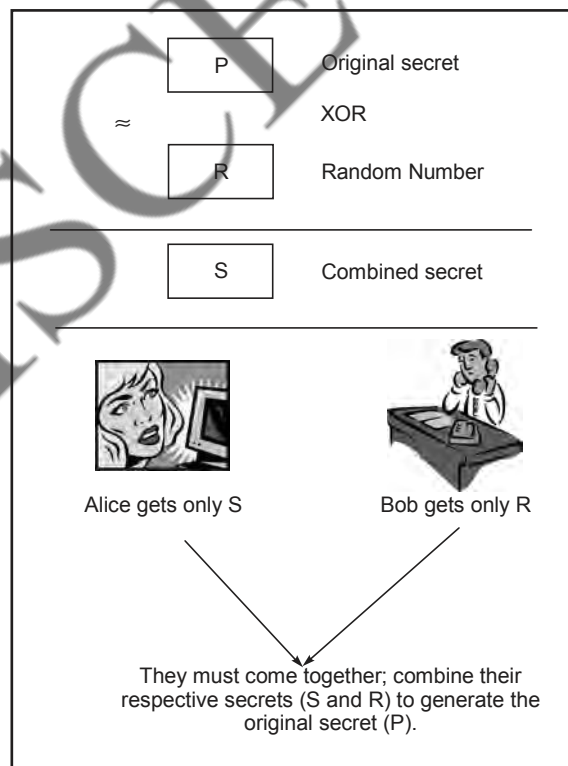 P Original secret
≈ XOR
R Random Number
S Combined secret
Alice gets only S Bob gets only R
They must come together; combine their
respective secrets (S and R) to generate the
original secret (P).